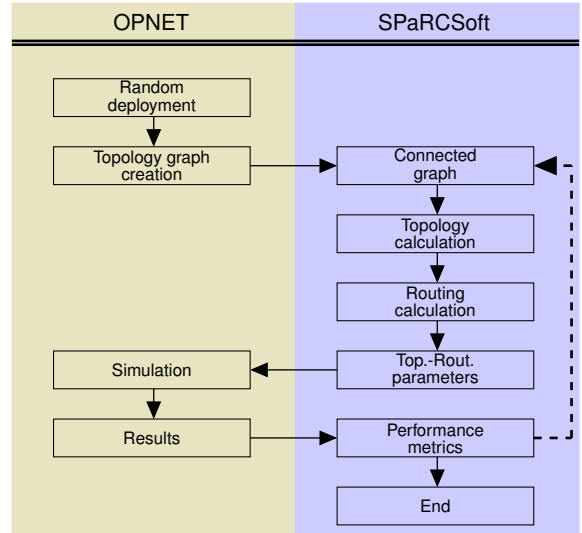 OPNET
SPaRCSoft
Random
deployment
Topology graph
creation
Connected
graph
Topology
calculation
Routing
calculation
Top.-Rout.
parameters
Simulation
Results
Performance
metrics
End